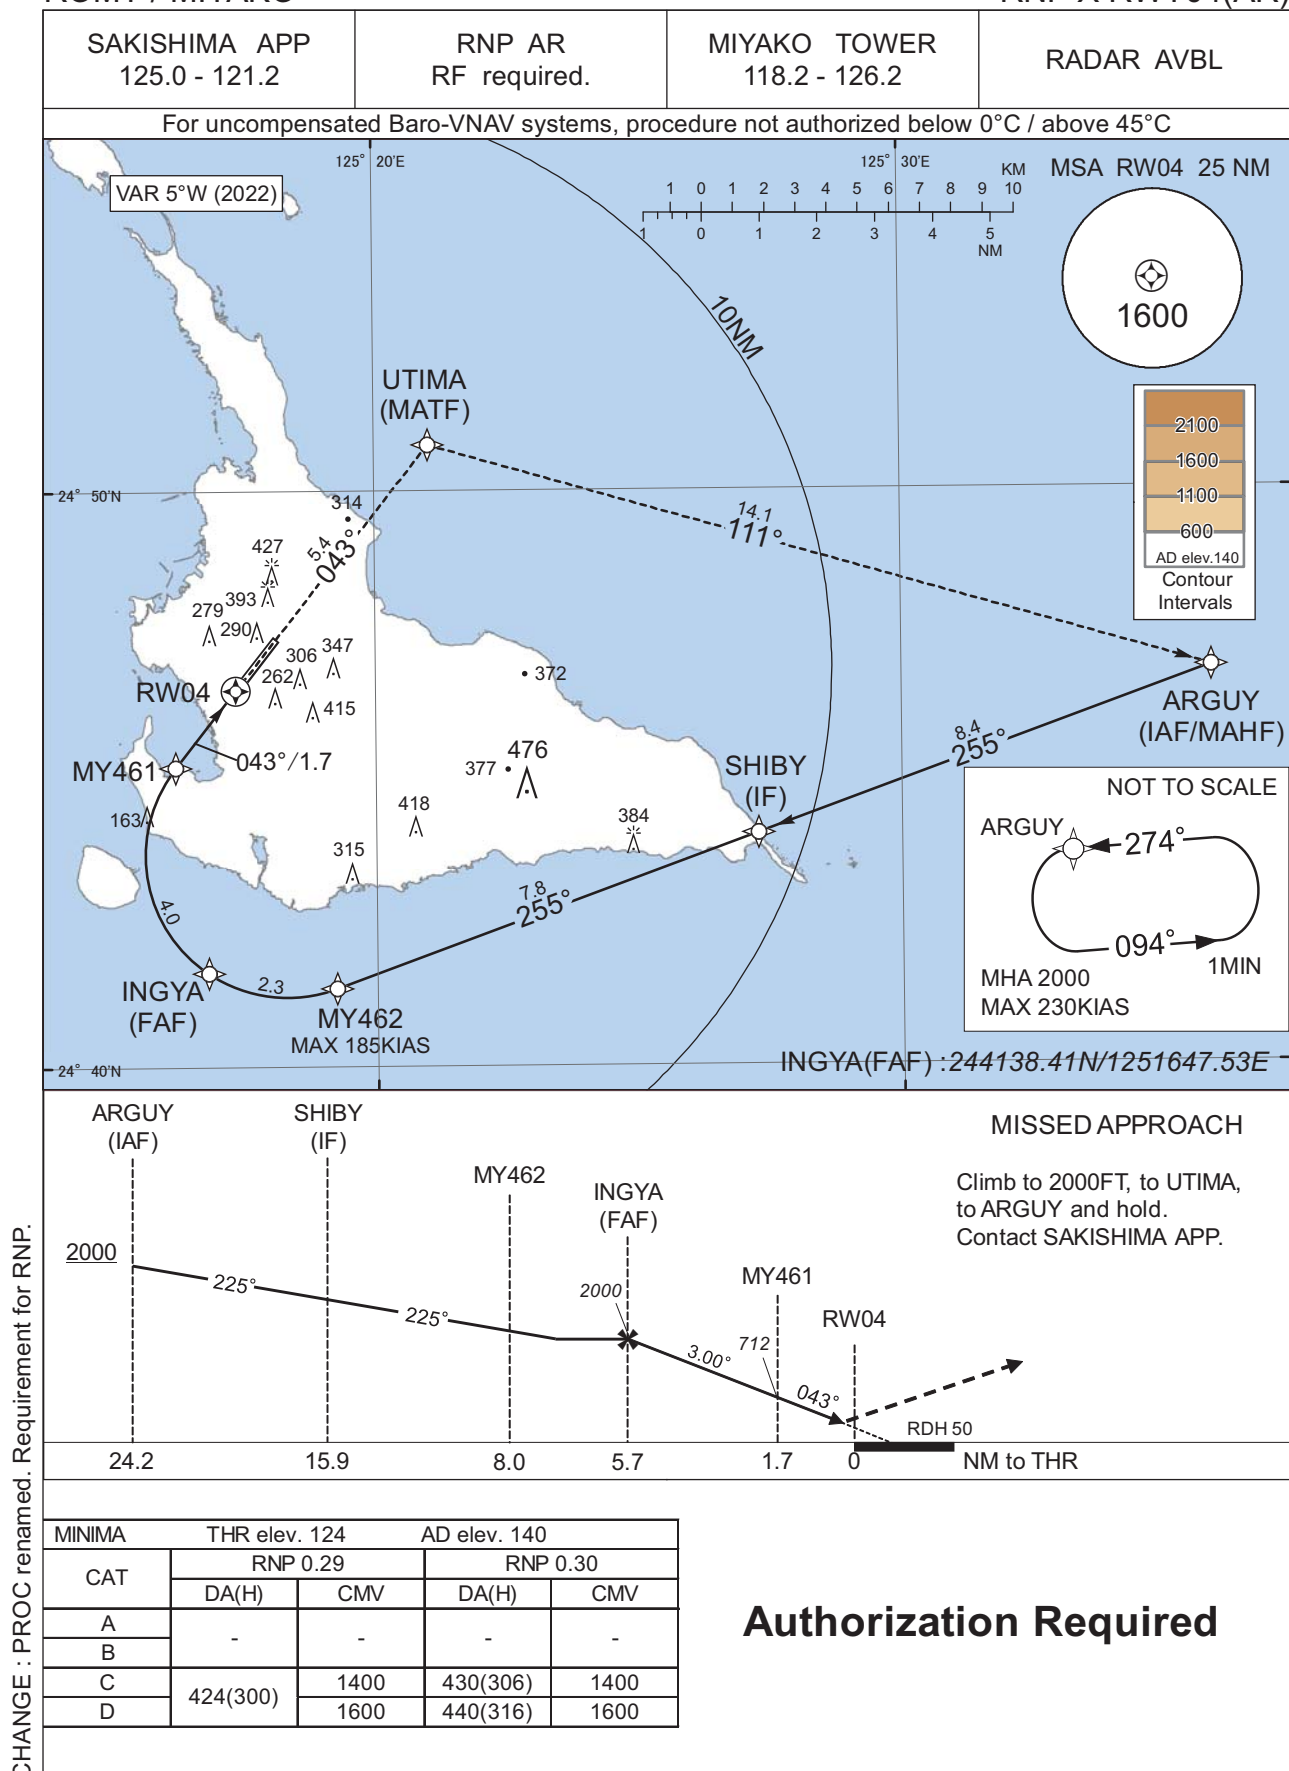 SAKISHIMA APP
125.0 - 121.2
RNP AR
RF required.
MIYAKO TOWER
118.2 - 126.2
RADAR AVBL
For uncompensated Baro-VNAV systems, procedure not authorized below 0°C / above 45°C
125° 20'E
125° 30'E
VAR 5°W (2022)
KM
1 0 1 2 3 4 5 6 7 8 9 10
1 0 1 2 3 4 5
NM
MSA RW04 25 NM
1600
10NM
2100
1600
1100
600
AD elev.140
Contour
Intervals
UTIMA
(MATF)
24° 50'N
314
5.4
043°
14.1
111°
427
393
279
290
306
347
262
415
372
RW04
043°/1.7
MY461
163
476
377
418
384
315
SHIBY
(IF)
8.4
255°
ARGUY
(IAF/MAHF)
7.8
255°
4.0
2.3
INGYA
(FAF)
MY462
MAX 185KIAS
NOT TO SCALE
ARGUY
274°
094°
1MIN
MHA 2000
MAX 230KIAS
24° 40'N
INGYA(FAF) :244138.41N/1251647.53E
ARGUY
(IAF)
SHIBY
(IF)
MY462
INGYA
(FAF)
MY461
RW04
2000
225°
225°
2000
3.00°
712
043°
RDH 50
24.2 15.9 8.0 5.7 1.7 0 NM to THR
MISSED APPROACH
Climb to 2000FT, to UTIMA,
to ARGUY and hold.
Contact SAKISHIMA APP.
MINIMA THR elev. 124 AD elev. 140
CAT RNP 0.29 RNP 0.30
DA(H) CMV DA(H) CMV
A
B - - - -
C 424(300) 1400 430(306) 1400
D 1600 440(316) 1600
Authorization Required
CHANGE : PROC renamed. Requirement for RNP.